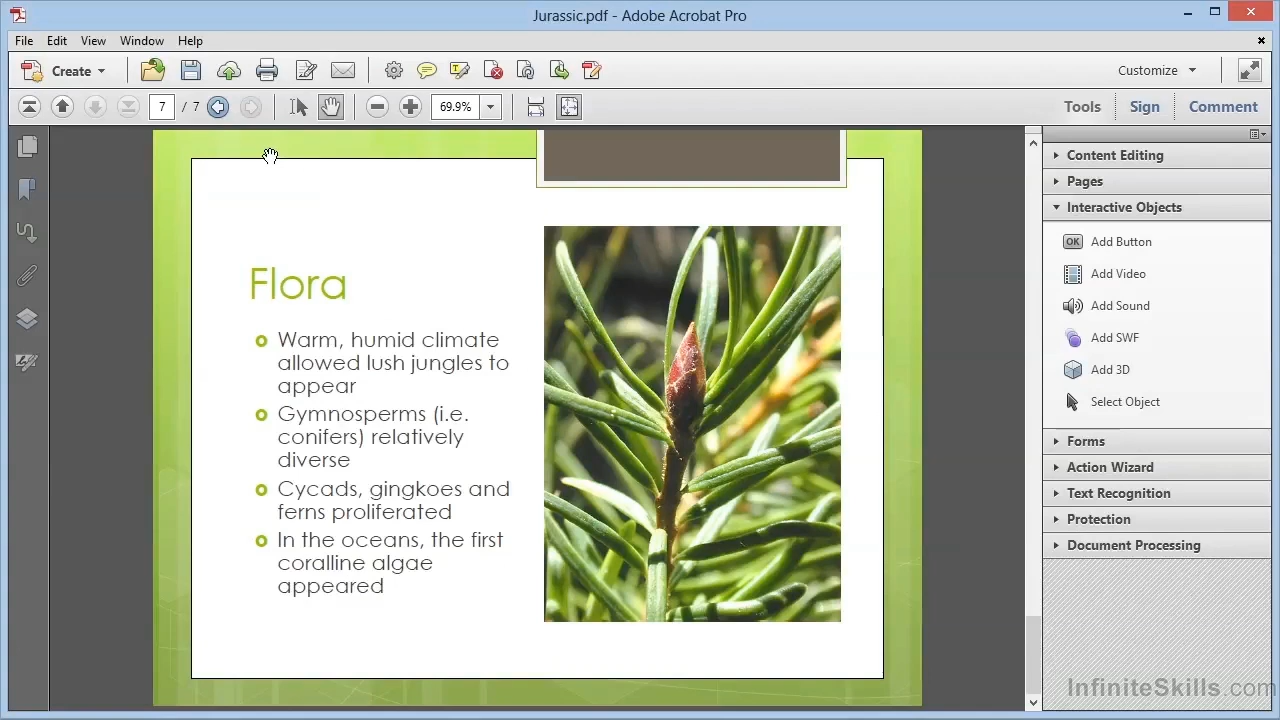 Jurassic.pdf - Adobe Acrobat Pro
File Edit View Window Help
Create
Customize
7 / 7
69.9%
Tools Sign Comment
Flora
Warm, humid climate
allowed lush jungles to
appear
Gymnosperms (i.e.
conifers) relatively
diverse
Cycads, gingkoes and
ferns proliferated
In the oceans, the first
coralline algae
appeared
Content Editing
Pages
Interactive Objects
OK Add Button
Add Video
Add Sound
Add SWF
Add 3D
Select Object
Forms
Action Wizard
Text Recognition
Protection
Document Processing
InfiniteSkills.com